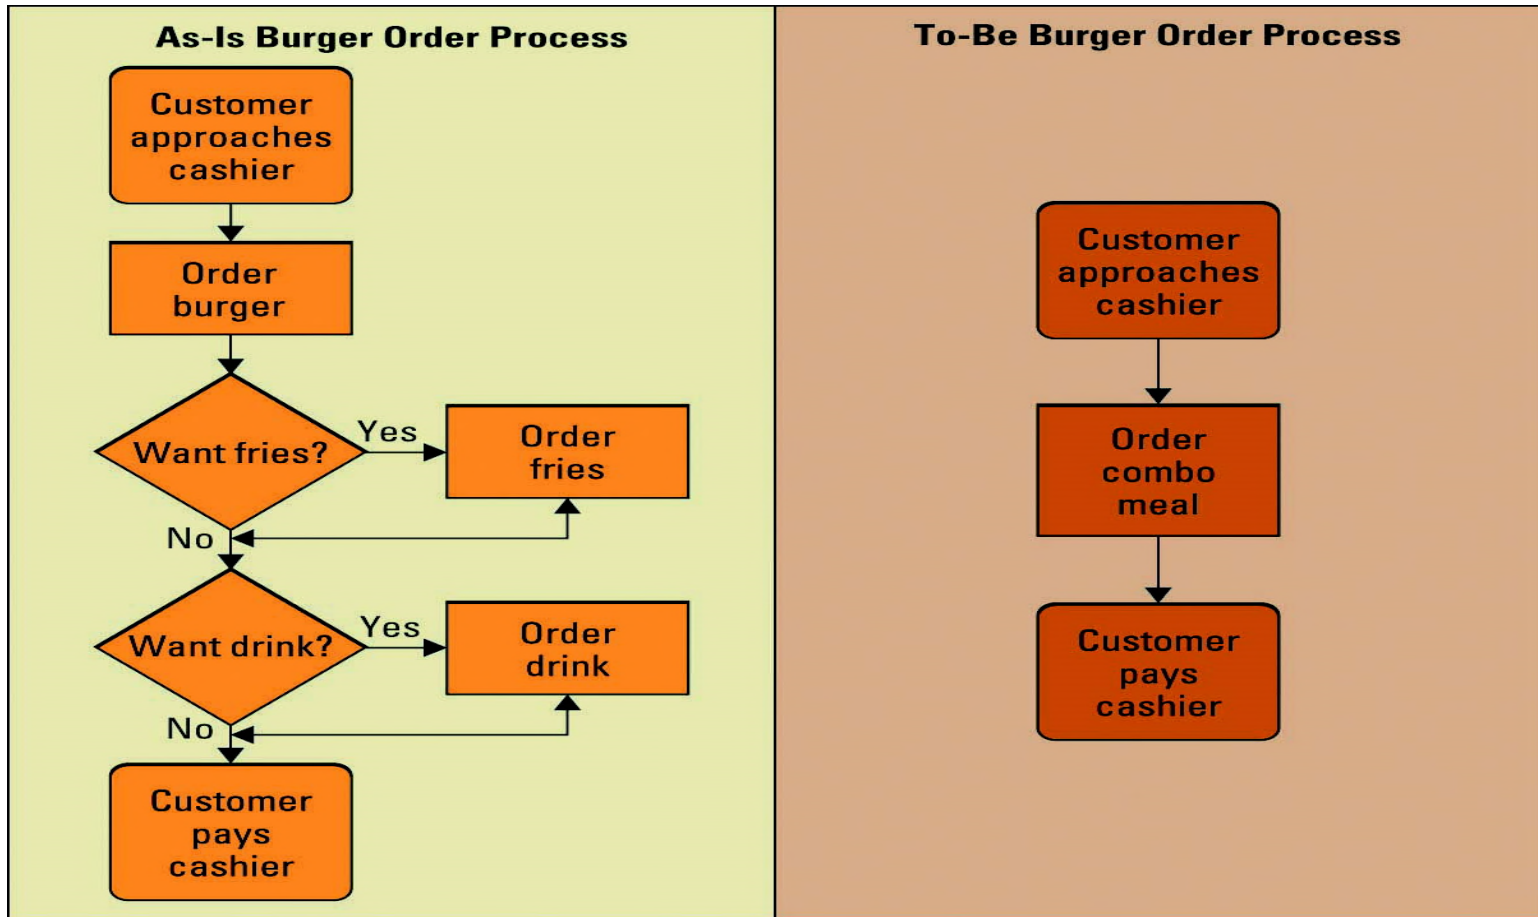 As-Is Burger Order Process
Customer
approaches
cashier
Order
burger
Want fries?
Yes
Order
fries
No
Want drink?
Yes
Order
drink
No
Customer
pays
cashier
To-Be Burger Order Process
Customer
approaches
cashier
Order
combo
meal
Customer
pays
cashier